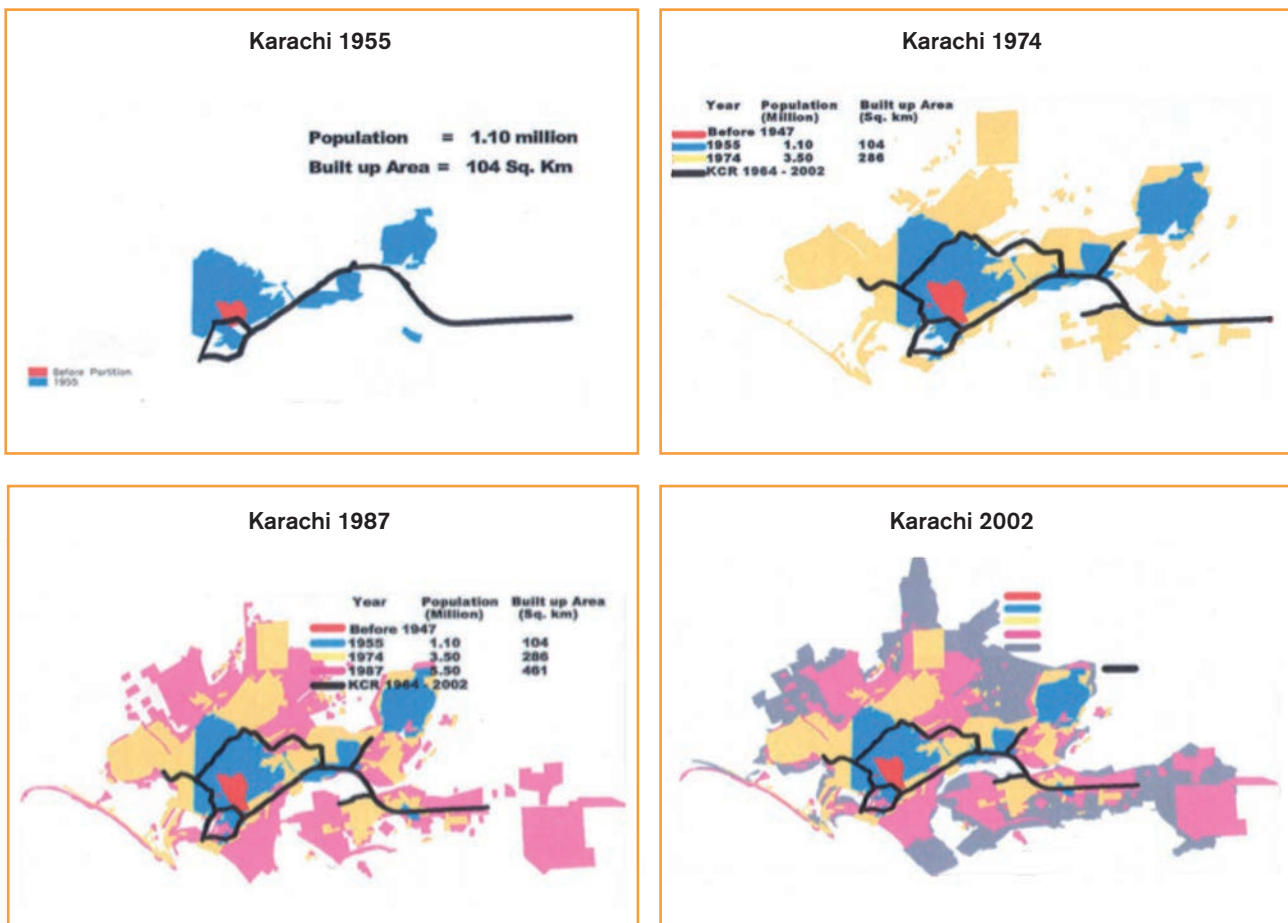 Karachi 1955
Population = 1.10 million
Built up Area = 104 Sq. Km
Before Partition
1955
Karachi 1974
Year Population Built up Area
(Million) (Sq. km)
Before 1947
1955 1.10 104
1974 3.50 286
KCR 1964 - 2002
Karachi 1987
Year Population Built up Area
(Million) (Sq. km)
Before 1947
1955 1.10 104
1974 3.50 286
1987 5.50 461
KCR 1964 - 2002
Karachi 2002